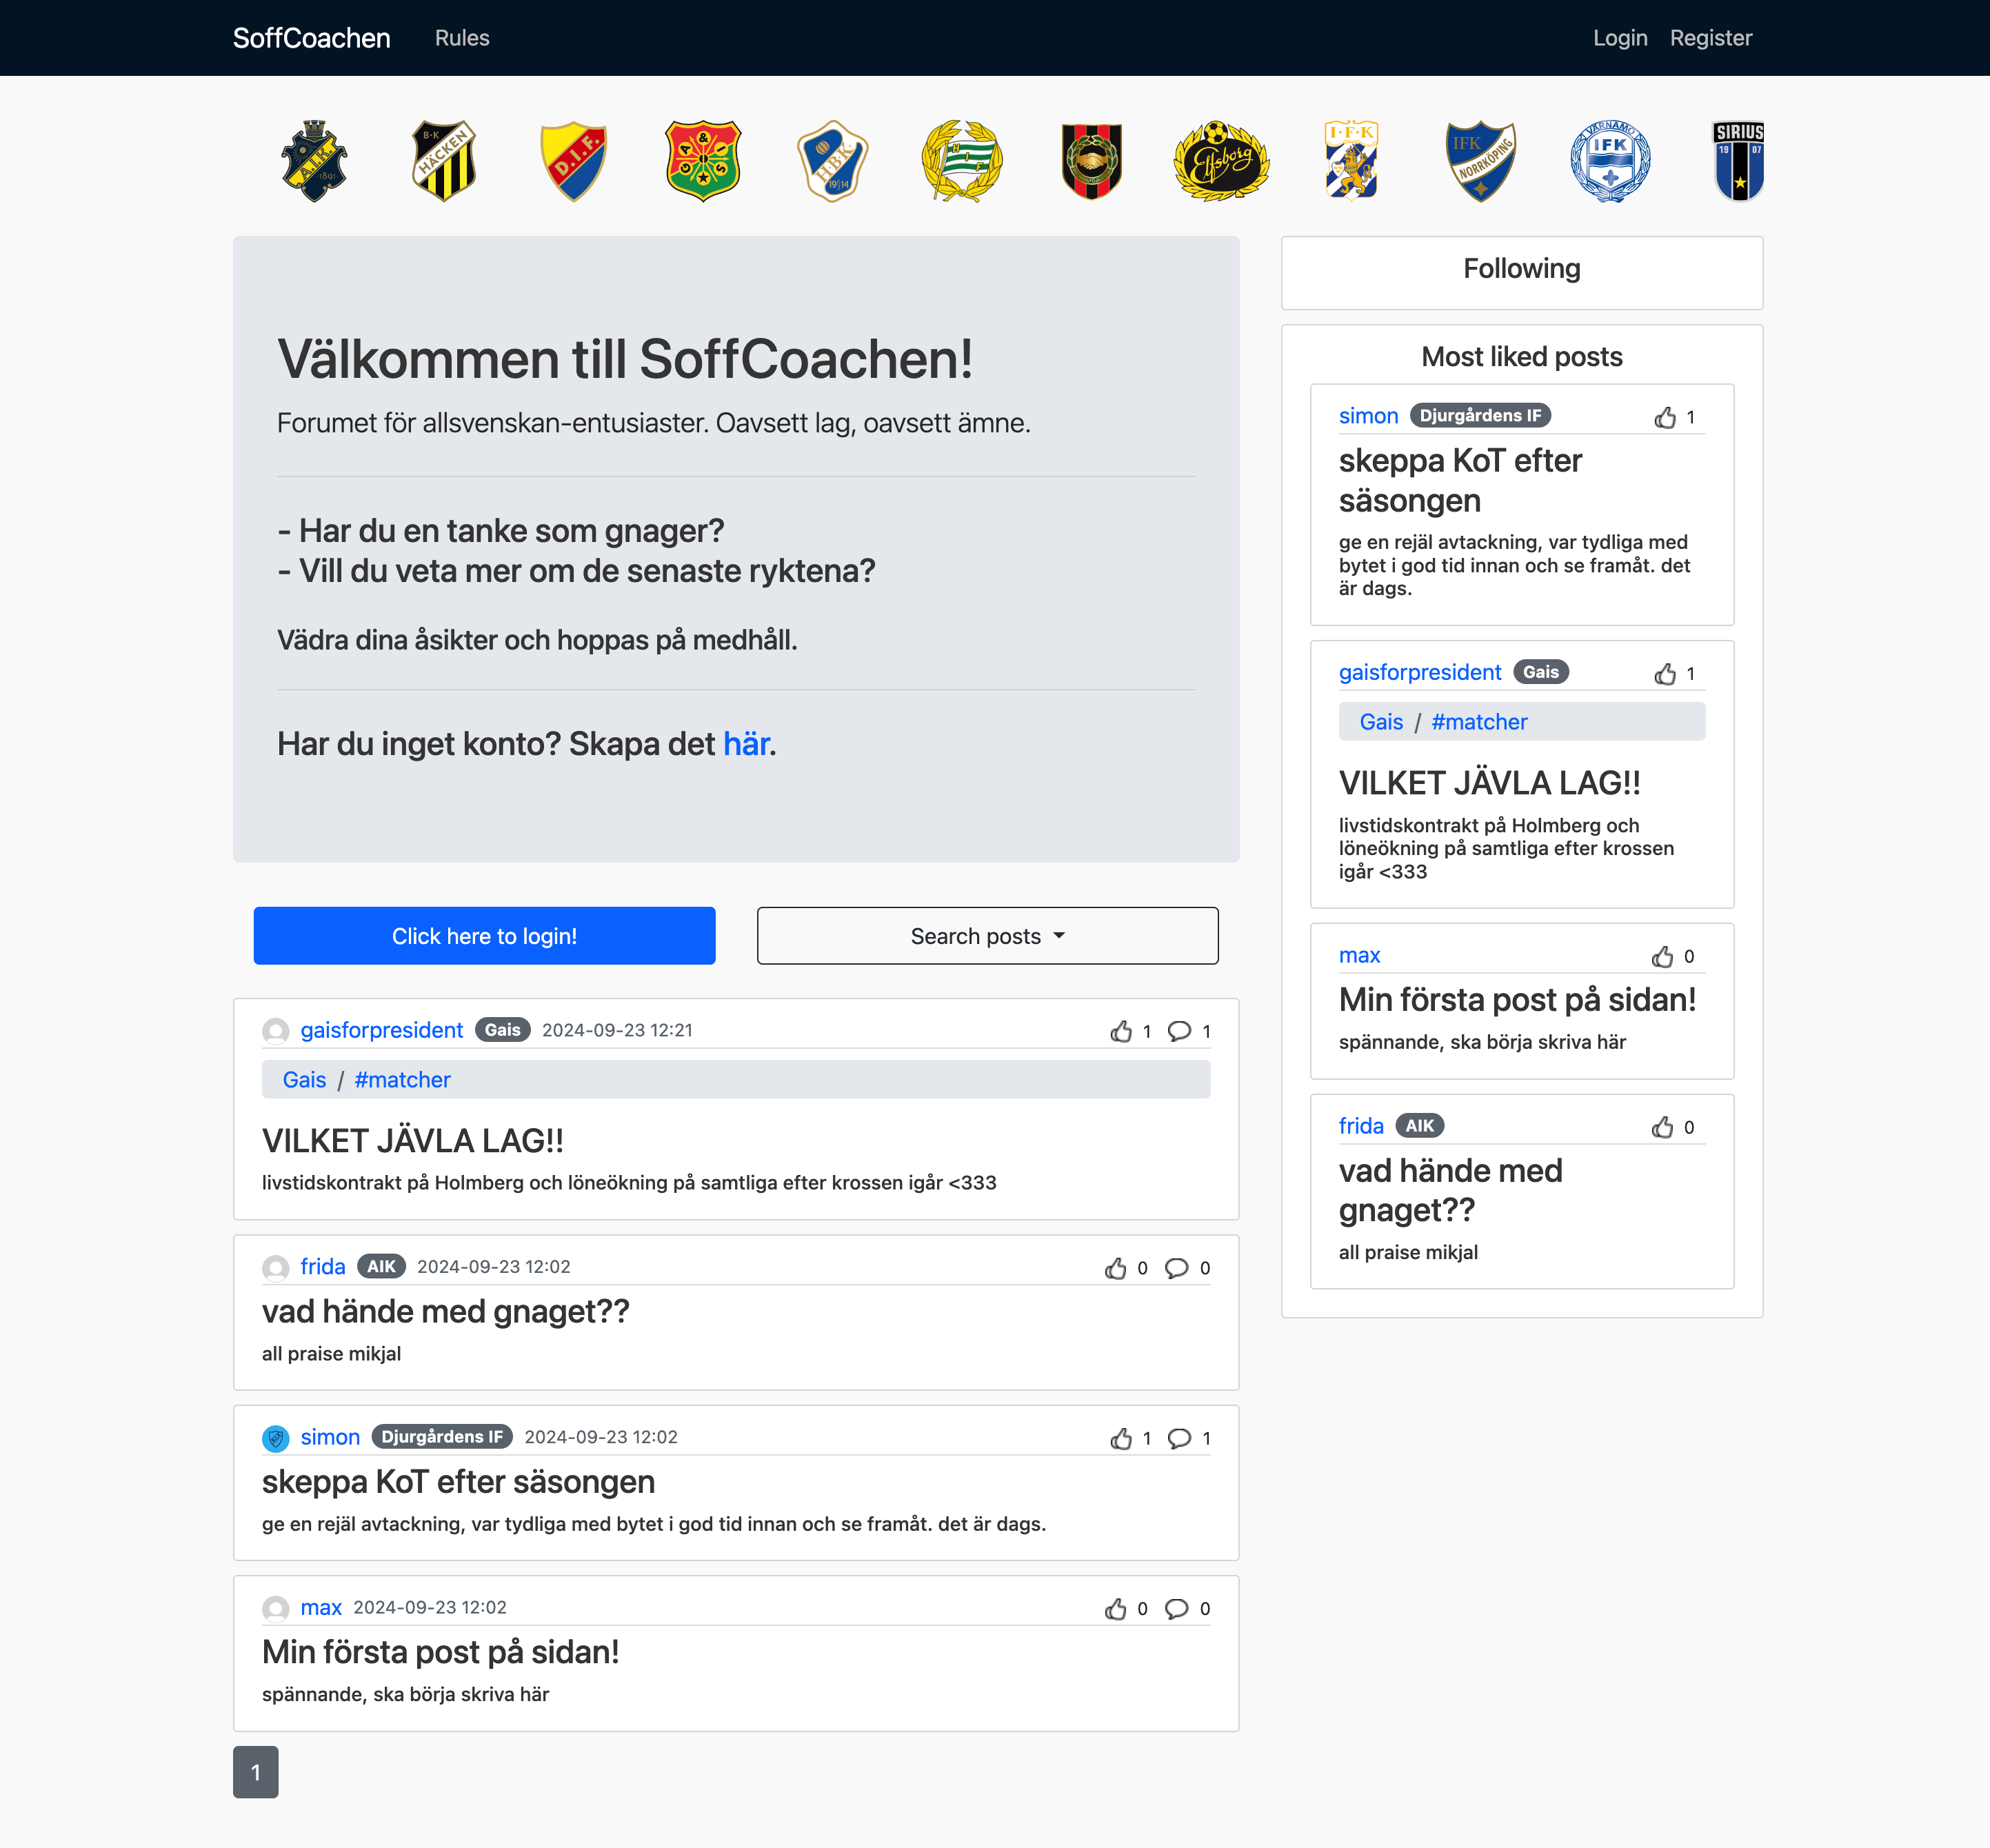 SoffCoachen Rules Login Register
A.I.K. 1891
B·K HÄCKEN
D.I.F.
GAIS &
H.B.K. 1914
H I F
Elfsborg
I·F·K
IFK NORRKÖPING
VÄRNAMO IFK
SIRIUS 19 07
Välkommen till SoffCoachen!
Forumet för allsvenskan-entusiaster. Oavsett lag, oavsett ämne.
- Har du en tanke som gnager?
- Vill du veta mer om de senaste ryktena?
Vädra dina åsikter och hoppas på medhåll.
Har du inget konto? Skapa det här.
Click here to login!
Search posts
gaisforpresident Gais 2024-09-23 12:21 1 1
Gais / #matcher
VILKET JÄVLA LAG!!
livstidskontrakt på Holmberg och löneökning på samtliga efter krossen igår <333
frida AIK 2024-09-23 12:02 0 0
vad hände med gnaget??
all praise mikjal
simon Djurgårdens IF 2024-09-23 12:02 1 1
skeppa KoT efter säsongen
ge en rejäl avtackning, var tydliga med bytet i god tid innan och se framåt. det är dags.
max 2024-09-23 12:02 0 0
Min första post på sidan!
spännande, ska börja skriva här
1
Following
Most liked posts
simon Djurgårdens IF 1
skeppa KoT efter
säsongen
ge en rejäl avtackning, var tydliga med
bytet i god tid innan och se framåt. det
är dags.
gaisforpresident Gais 1
Gais / #matcher
VILKET JÄVLA LAG!!
livstidskontrakt på Holmberg och
löneökning på samtliga efter krossen
igår <333
max 0
Min första post på sidan!
spännande, ska börja skriva här
frida AIK 0
vad hände med
gnaget??
all praise mikjal